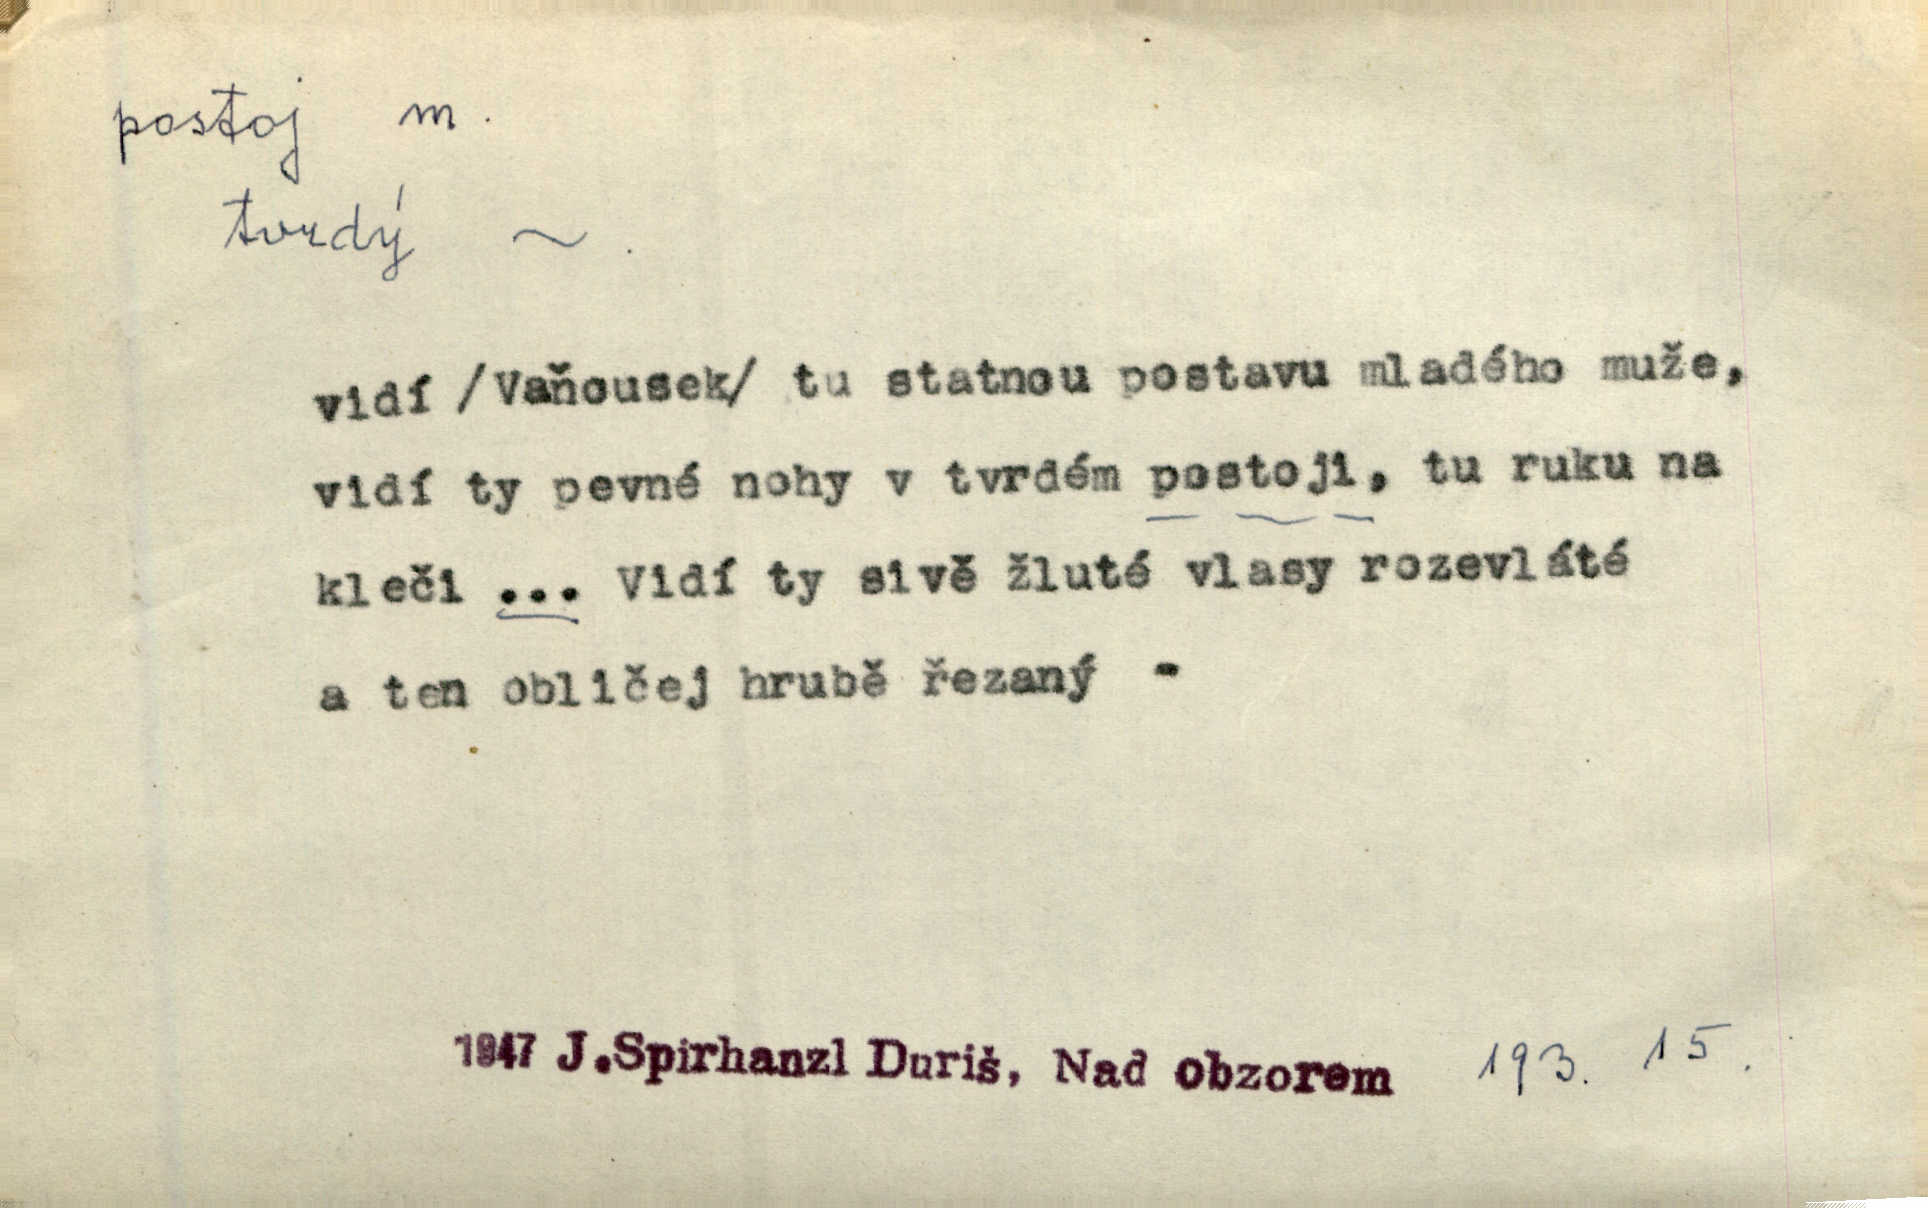 postoj m.
tvrdý ~.
vidí /Vaňousek/ tu statnou postavu mladého muže,
vidí ty pevné nohy v tvrdém postoji, tu ruku na
kleči ... Vidí ty sivě žluté vlasy rozevláté
a ten obličej hrubě řezaný -
1947 J.Spirhanzl Duriš, Nad obzorem 193. 15.